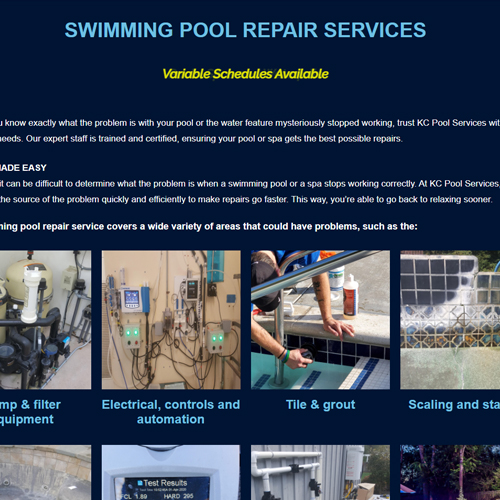 SWIMMING POOL REPAIR SERVICES
Variable Schedules Available
u know exactly what the problem is with your pool or the water feature mysteriously stopped working, trust KC Pool Services wit
needs. Our expert staff is trained and certified, ensuring your pool or spa gets the best possible repairs.
MADE EASY
it can be difficult to determine what the problem is when a swimming pool or a spa stops working correctly. At KC Pool Services,
the source of the problem quickly and efficiently to make repairs go faster. This way, you're able to go back to relaxing sooner.
ming pool repair service covers a wide variety of areas that could have problems, such as the:
mp & filter
quipment
Electrical, controls and
automation
Tile & grout
Scaling and sta
Test Results
FCL 1.89 HARD 295